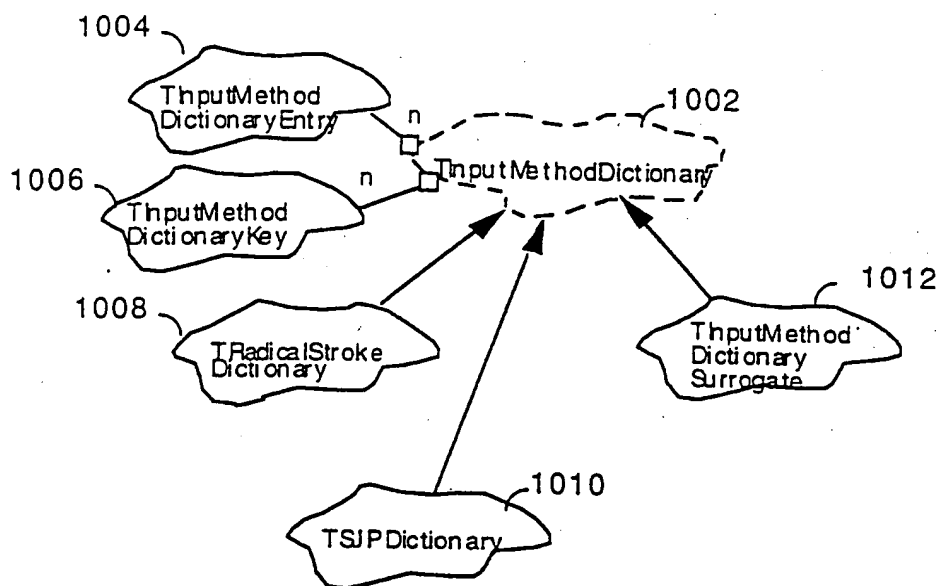 1004
TInputMethod
DictionaryEntry
n
1002
TInputMethodDictionary
1006
n
TInputMethod
DictionaryKey
1008
TRadicalStroke
Dictionary
1012
TInputMethod
Dictionary
Surrogate
1010
TSJPDictionary